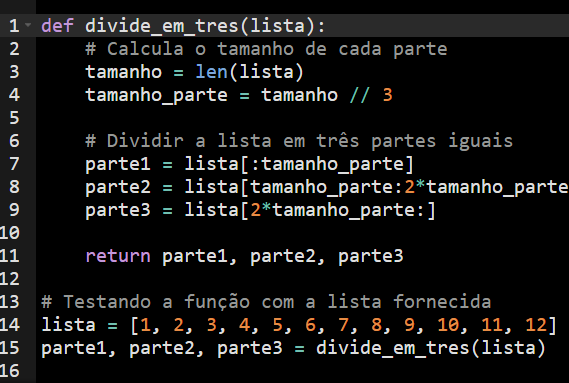 1 def divide_em_tres(lista):
2     # Calcula o tamanho de cada parte
3     tamanho = len(lista)
4     tamanho_parte = tamanho // 3
5
6     # Dividir a lista em três partes iguais
7     parte1 = lista[:tamanho_parte]
8     parte2 = lista[tamanho_parte:2*tamanho_parte
9     parte3 = lista[2*tamanho_parte:]
10
11     return parte1, parte2, parte3
12
13 # Testando a função com a lista fornecida
14 lista = [1, 2, 3, 4, 5, 6, 7, 8, 9, 10, 11, 12]
15 parte1, parte2, parte3 = divide_em_tres(lista)
16